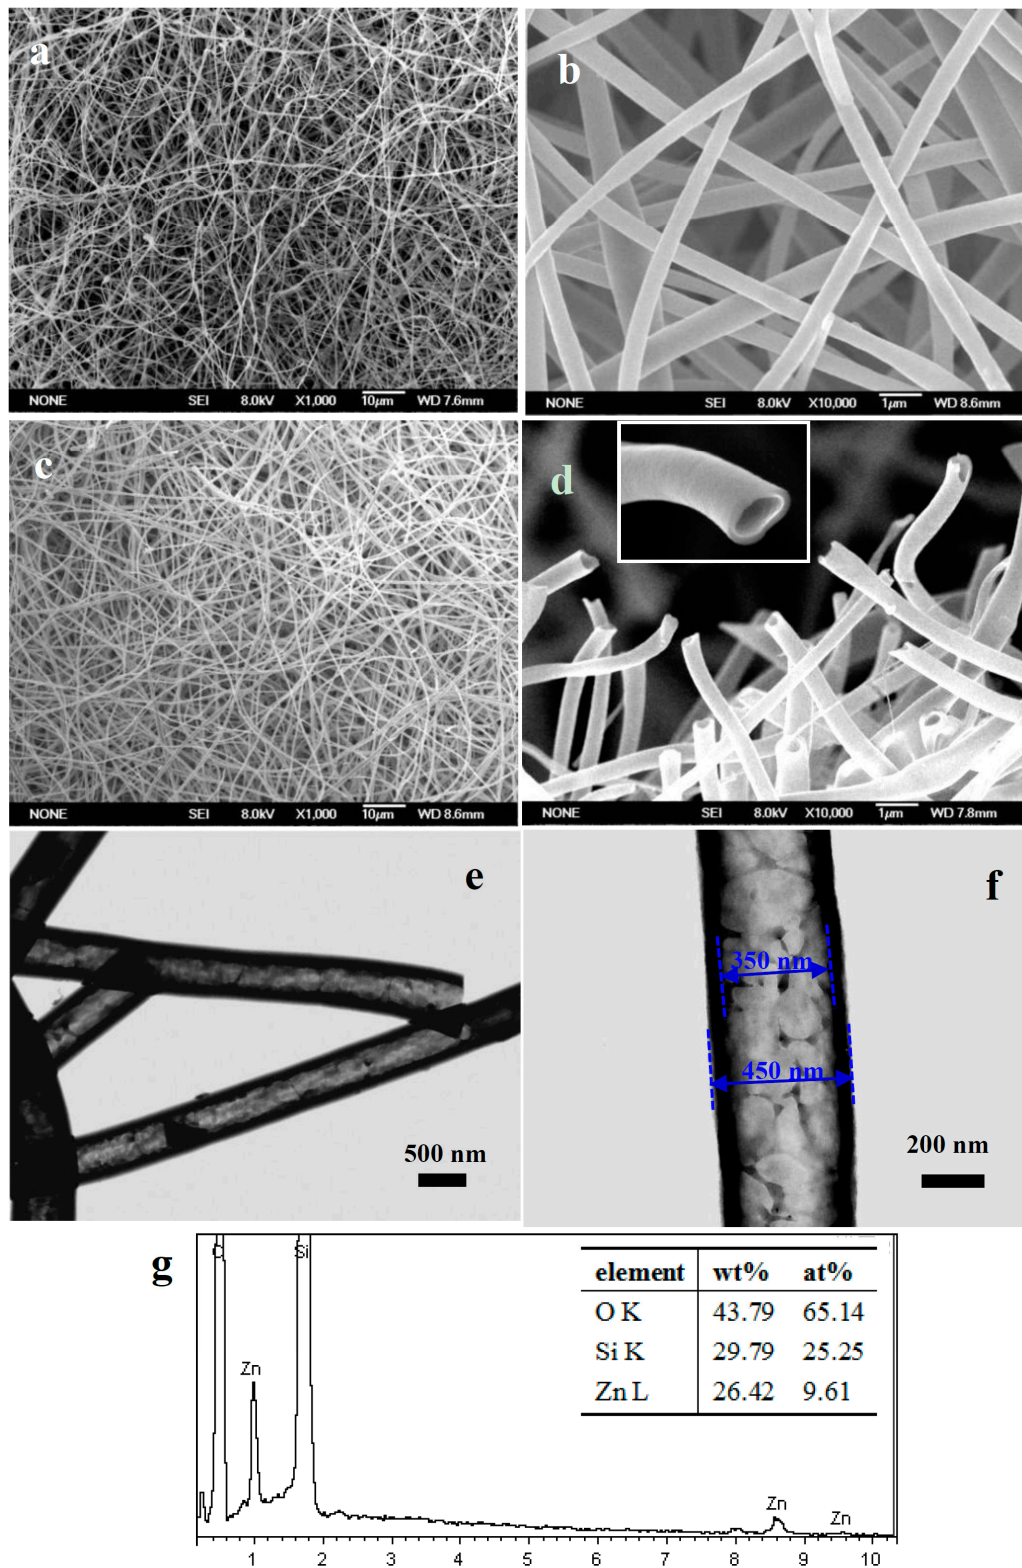 a
b
NONE SEI 8.0kV X1,000 10μm WD 7.6mm
NONE SEI 8.0kV X10,000 1μm WD 8.6mm
c
d
NONE SEI 8.0kV X1,000 10μm WD 8.6mm
NONE SEI 8.0kV X10,000 1μm WD 7.8mm
e
f
350 nm
450 nm
500 nm
200 nm
g
O
Si
Zn
element wt% at%
O K 43.79 65.14
Si K 29.79 25.25
Zn L 26.42 9.61
Zn
Zn
1 2 3 4 5 6 7 8 9 10